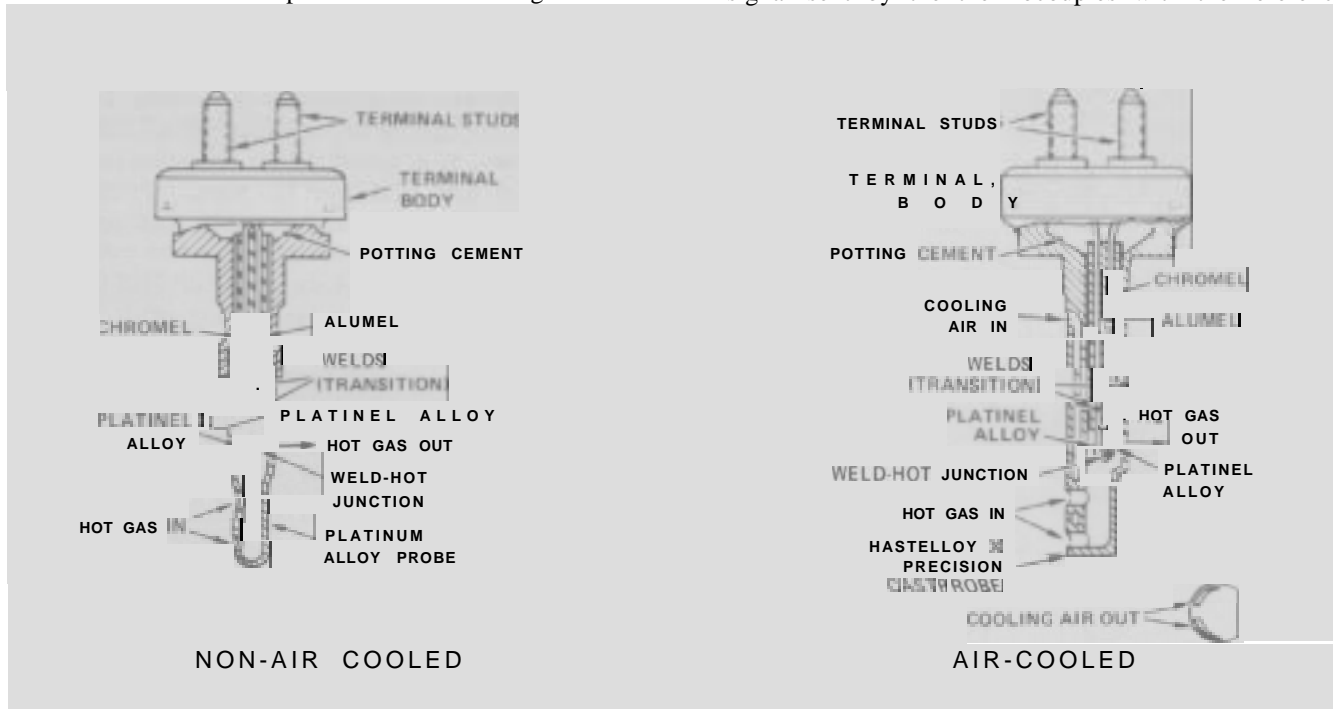 TERMINAL STUDS
TERMINAL
BODY
POTTING CEMENT
CHROMEL
ALUMEL
WELDS
(TRANSITION)
PLATINEL
ALLOY
PLATINEL ALLOY
HOT GAS OUT
WELD-HOT
JUNCTION
HOT GAS IN
PLATINUM
ALLOY PROBE
NON-AIR COOLED
TERMINAL STUDS
TERMINAL,
BODY
POTTING CEMENT
CHROMEL
COOLING
AIR IN
ALUMEL
WELDS
(TRANSITION)
PLATINEL
ALLOY
HOT GAS
OUT
WELD-HOT JUNCTION
PLATINEL
ALLOY
HOT GAS IN
HASTELLOY X
PRECISION
CAST PROBE
COOLING AIR OUT
AIR-COOLED